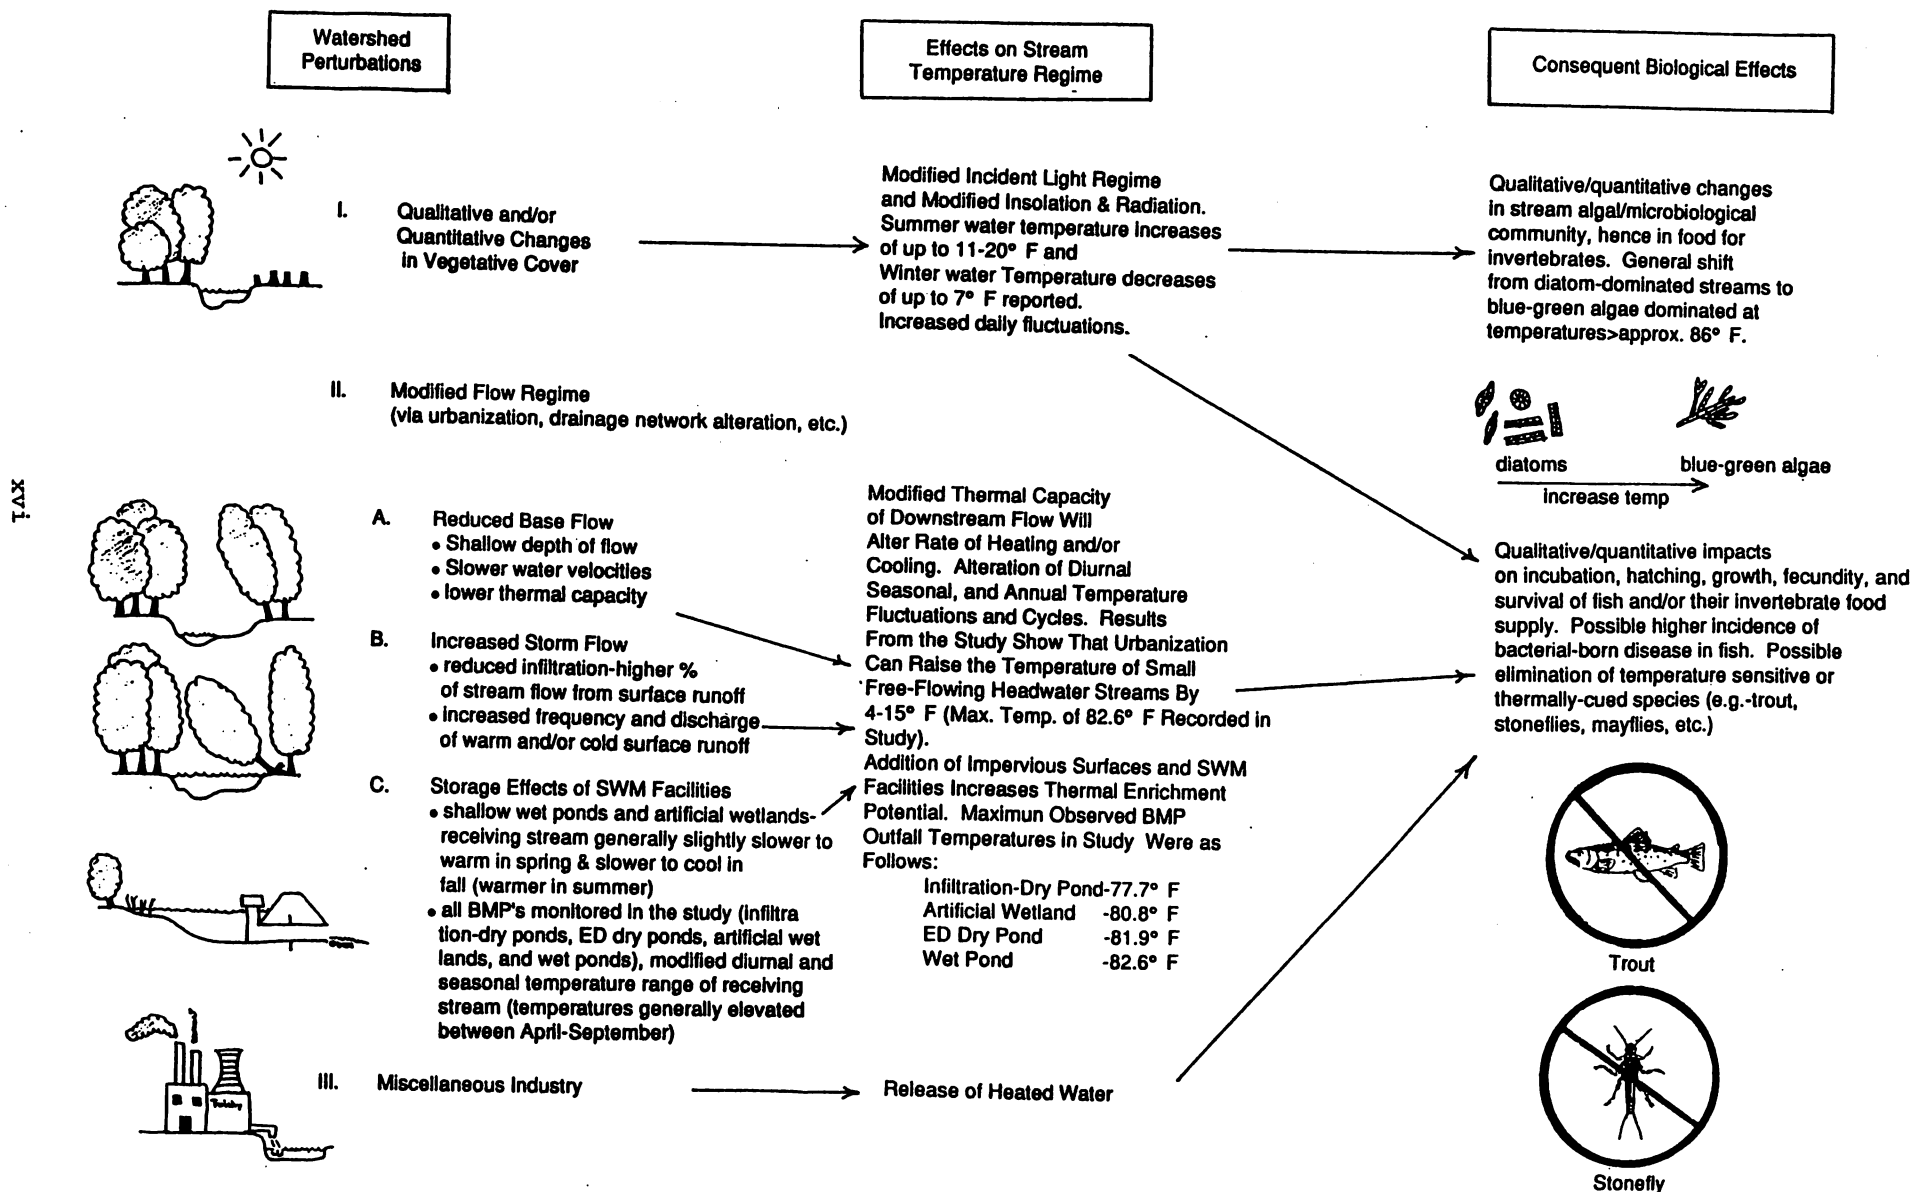 Watershed
Perturbations
Effects on Stream
Temperature Regime
Consequent Biological Effects
I.
Qualitative and/or
Quantitative Changes
in Vegetative Cover
Modified Incident Light Regime
and Modified Insolation & Radiation.
Summer water temperature increases
of up to 11-20° F and
Winter water Temperature decreases
of up to 7° F reported.
Increased daily fluctuations.
Qualitative/quantitative changes
in stream algal/microbiological
community, hence in food for
invertebrates. General shift
from diatom-dominated streams to
blue-green algae dominated at
temperatures>approx. 86° F.
diatoms
blue-green algae
increase temp
II.
Modified Flow Regime
(via urbanization, drainage network alteration, etc.)
xvi
A.
Reduced Base Flow
• Shallow depth of flow
• Slower water velocities
• lower thermal capacity
B.
Increased Storm Flow
• reduced infiltration-higher %
of stream flow from surface runoff
• increased frequency and discharge
of warm and/or cold surface runoff
C.
Storage Effects of SWM Facilities
• shallow wet ponds and artificial wetlands-
receiving stream generally slightly slower to
warm in spring & slower to cool in
fall (warmer in summer)
• all BMP's monitored in the study (infiltra
tion-dry ponds, ED dry ponds, artificial wet
lands, and wet ponds), modified diurnal and
seasonal temperature range of receiving
stream (temperatures generally elevated
between April-September)
Modified Thermal Capacity
of Downstream Flow Will
Alter Rate of Heating and/or
Cooling. Alteration of Diurnal
Seasonal, and Annual Temperature
Fluctuations and Cycles. Results
From the Study Show That Urbanization
Can Raise the Temperature of Small
Free-Flowing Headwater Streams By
4-15° F (Max. Temp. of 82.6° F Recorded in
Study).
Addition of Impervious Surfaces and SWM
Facilities Increases Thermal Enrichment
Potential. Maximun Observed BMP
Outfall Temperatures in Study Were as
Follows:
Infiltration-Dry Pond-77.7° F
Artificial Wetland -80.8° F
ED Dry Pond -81.9° F
Wet Pond -82.6° F
Qualitative/quantitative impacts
on incubation, hatching, growth, fecundity, and
survival of fish and/or their invertebrate food
supply. Possible higher incidence of
bacterial-born disease in fish. Possible
elimination of temperature sensitive or
thermally-cued species (e.g.-trout,
stoneflies, mayflies, etc.)
Trout
Stonefly
III.
Miscellaneous Industry
Release of Heated Water